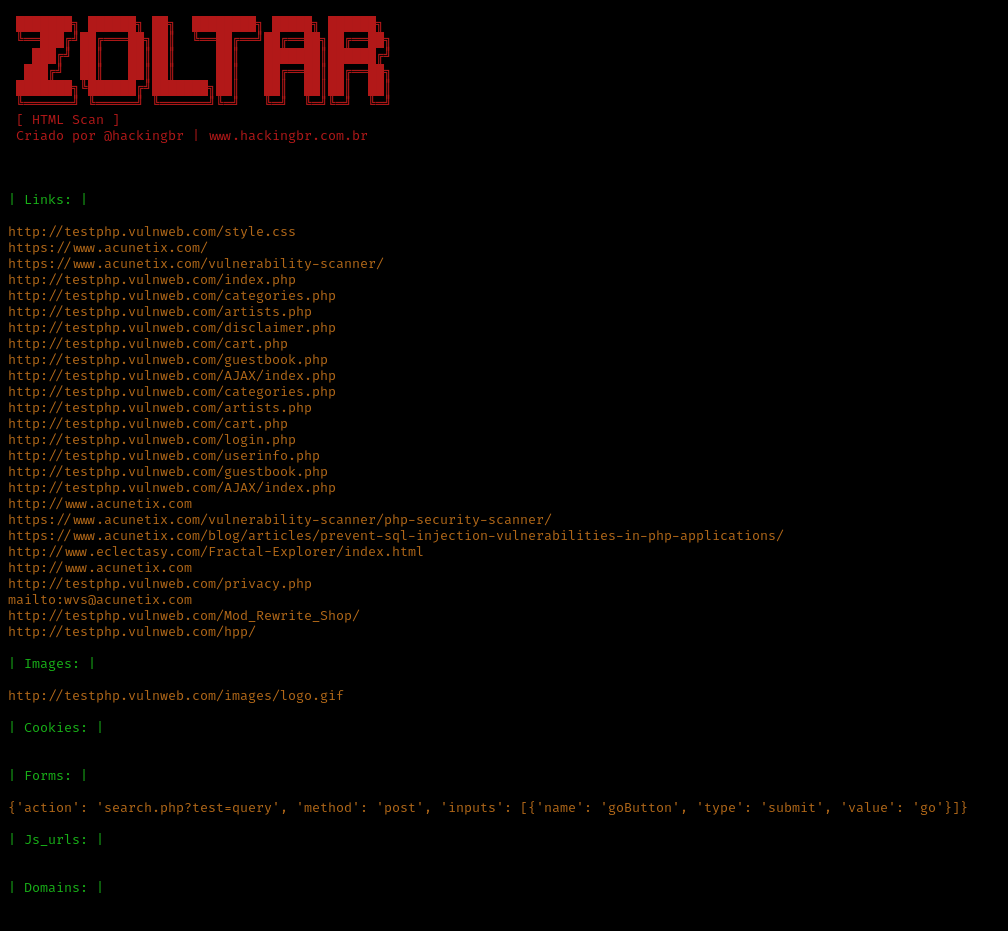 ZOLTAR
[ HTML Scan ]
Criado por @hackingbr | www.hackingbr.com.br
| Links: |
http://testphp.vulnweb.com/style.css
https://www.acunetix.com/
https://www.acunetix.com/vulnerability-scanner/
http://testphp.vulnweb.com/index.php
http://testphp.vulnweb.com/categories.php
http://testphp.vulnweb.com/artists.php
http://testphp.vulnweb.com/disclaimer.php
http://testphp.vulnweb.com/cart.php
http://testphp.vulnweb.com/guestbook.php
http://testphp.vulnweb.com/AJAX/index.php
http://testphp.vulnweb.com/categories.php
http://testphp.vulnweb.com/artists.php
http://testphp.vulnweb.com/cart.php
http://testphp.vulnweb.com/login.php
http://testphp.vulnweb.com/userinfo.php
http://testphp.vulnweb.com/guestbook.php
http://testphp.vulnweb.com/AJAX/index.php
http://www.acunetix.com
https://www.acunetix.com/vulnerability-scanner/php-security-scanner/
https://www.acunetix.com/blog/articles/prevent-sql-injection-vulnerabilities-in-php-applications/
http://www.eclectasy.com/Fractal-Explorer/index.html
http://www.acunetix.com
http://testphp.vulnweb.com/privacy.php
mailto:wvs@acunetix.com
http://testphp.vulnweb.com/Mod_Rewrite_Shop/
http://testphp.vulnweb.com/hpp/
| Images: |
http://testphp.vulnweb.com/images/logo.gif
| Cookies: |
| Forms: |
{'action': 'search.php?test=query', 'method': 'post', 'inputs': [{'name': 'goButton', 'type': 'submit', 'value': 'go'}]}
| Js_urls: |
| Domains: |